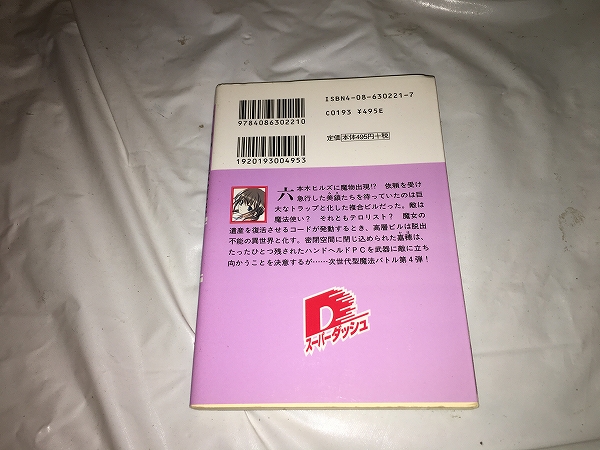 9784086302210
1920193004953
ISBN4-08-630221-7
C0193 ¥495E
定価 本体495円+税
六本木ヒルズに魔物出現!? 依頼を受け
急行した美鎖たちを待っていたのは巨
大なトラップと化した複合ビルだった。敵は
魔法使い? それともテロリスト? 魔女の
遺産を復活させるコードが発動するとき、高層ビルは脱出
不能の異世界と化す。密閉空間に閉じ込められた嘉穂は、
たったひとつ残されたハンドヘルドPCを武器に敵に立ち
向かうことを決意するが……次世代型魔法バトル第4弾!
D
スーパーダッシュ